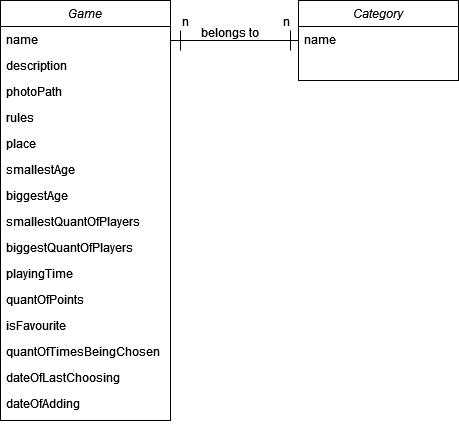 Game
name
description
photoPath
rules
place
smallestAge
biggestAge
smallestQuantOfPlayers
biggestQuantOfPlayers
playingTime
quantOfPoints
isFavourite
quantOfTimesBeingChosen
dateOfLastChoosing
dateOfAdding
n
n
belongs to
Category
name